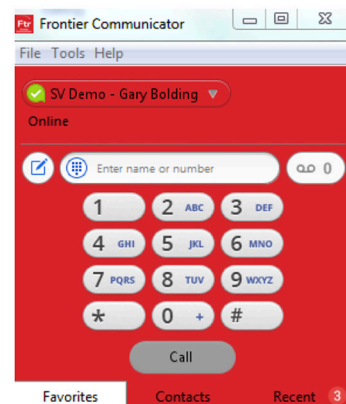 Ftr Frontier Communicator
File Tools Help
SV Demo - Gary Bolding
Online
Enter name or number 0
1 2 ABC 3 DEF
4 GHI 5 JKL 6 MNO
7 PQRS 8 TUV 9 WXYZ
* 0 + #
Call
Favorites Contacts Recent 3